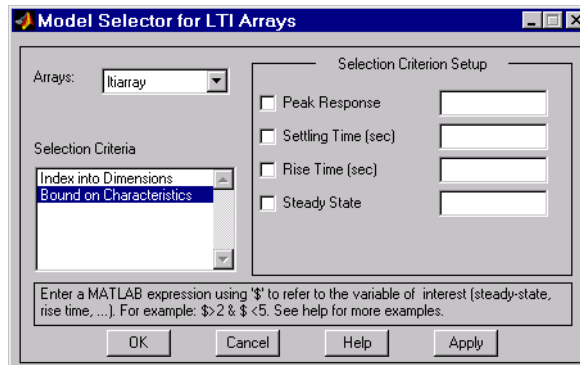 Model Selector for LTI Arrays
Arrays:
ltiarray
Selection Criteria
Index into Dimensions
Bound on Characteristics
Selection Criterion Setup
Peak Response
Settling Time (sec)
Rise Time (sec)
Steady State
Enter a MATLAB expression using '$' to refer to the variable of interest (steady-state,
rise time, ...). For example: $>2 & $ <5. See help for more examples.
OK
Cancel
Help
Apply